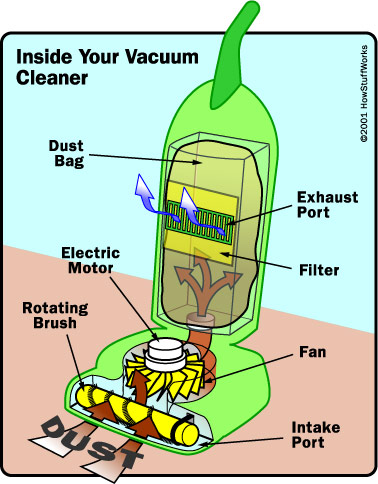 Inside Your Vacuum
Cleaner
©2001 HowStuffWorks
Dust
Bag
Exhaust
Port
Filter
Electric
Motor
Rotating
Brush
Fan
Intake
Port
DUST